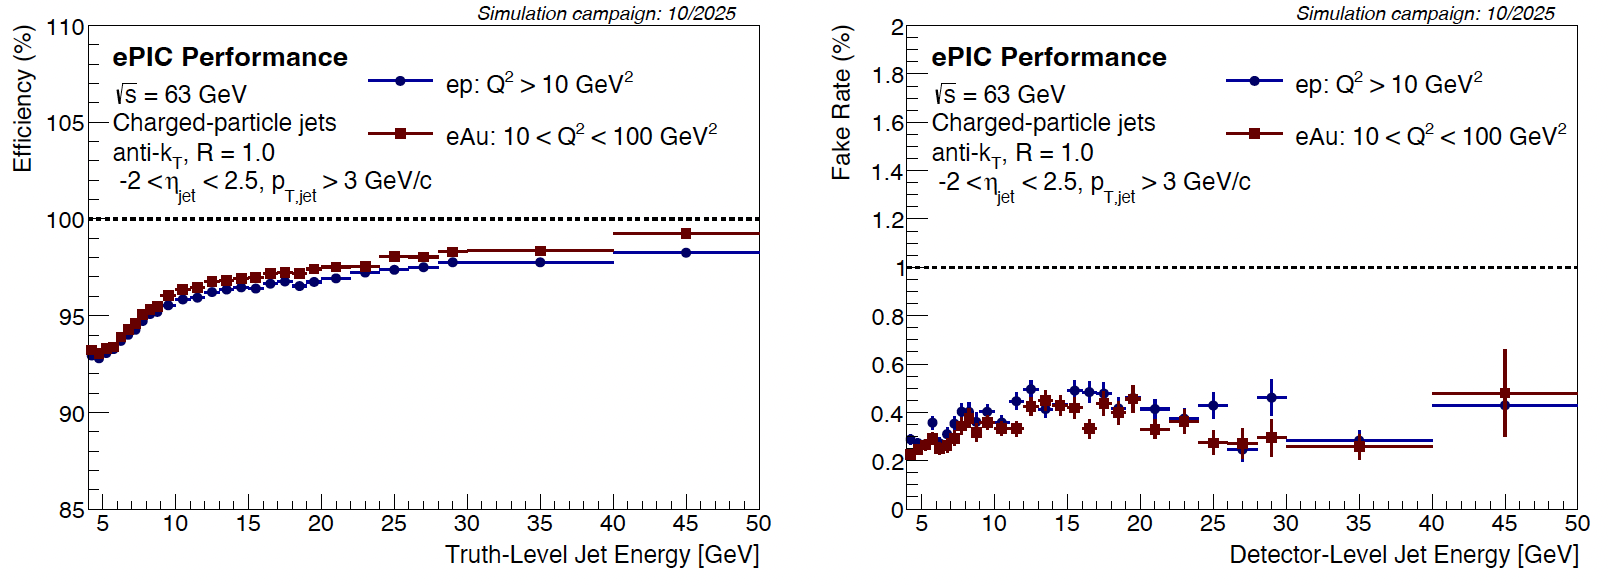 Simulation campaign: 10/2025
Efficiency (%)
110
105
100
95
90
85
ePIC Performance
√s = 63 GeV
Charged-particle jets
anti-k_T, R = 1.0
-2 < η_jet < 2.5, p_T,jet > 3 GeV/c
ep: Q² > 10 GeV²
eAu: 10 < Q² < 100 GeV²
5 10 15 20 25 30 35 40 45 50
Truth-Level Jet Energy [GeV]
Simulation campaign: 10/2025
Fake Rate (%)
2
1.8
1.6
1.4
1.2
1
0.8
0.6
0.4
0.2
0
ePIC Performance
√s = 63 GeV
Charged-particle jets
anti-k_T, R = 1.0
-2 < η_jet < 2.5, p_T,jet > 3 GeV/c
ep: Q² > 10 GeV²
eAu: 10 < Q² < 100 GeV²
5 10 15 20 25 30 35 40 45 50
Detector-Level Jet Energy [GeV]